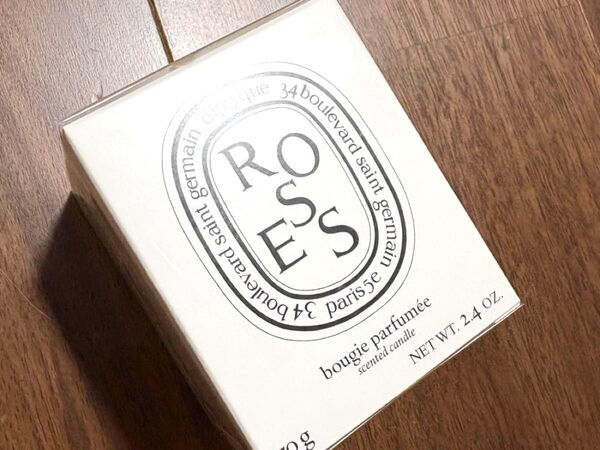 diptyque 34 boulevard saint germain paris5e 34 boulevard saint germain
ROSES
bougie parfumée
scented candle
NET WT. 2.4 OZ.